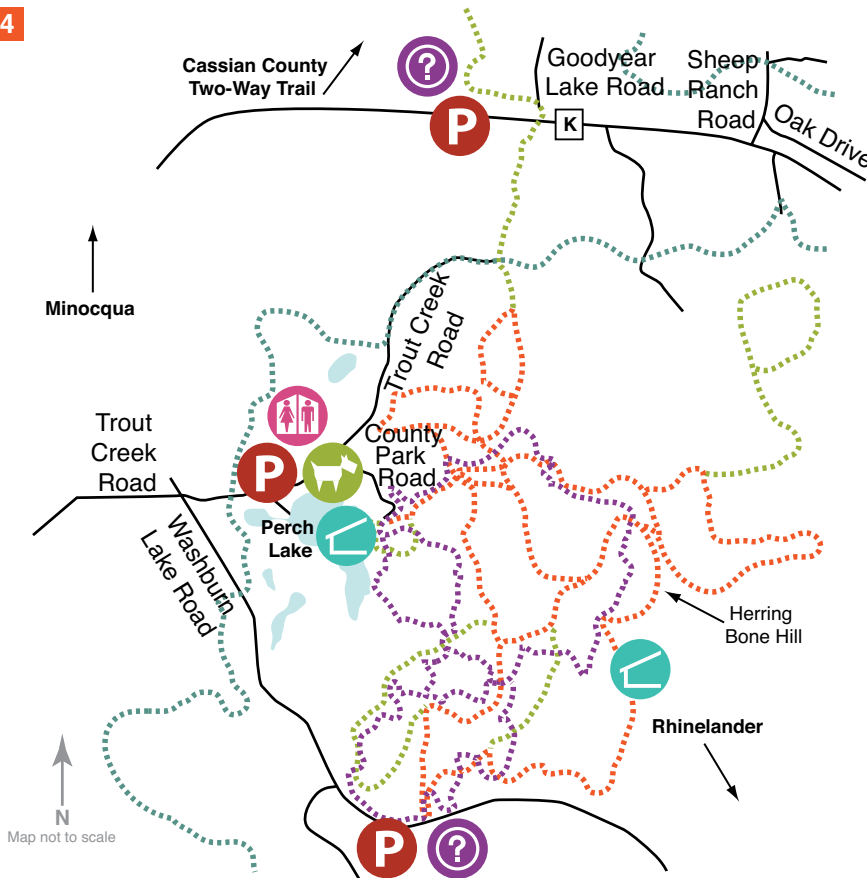 4
Cassian County
Two-Way Trail
?
P
K
Goodyear
Lake Road
Sheep
Ranch
Road
Oak Drive
Minocqua
Trout Creek
Road
Trout
Creek
Road
P
County
Park
Road
Perch
Lake
Washburn
Lake Road
Herring
Bone Hill
Rhinelander
N
Map not to scale
P
?